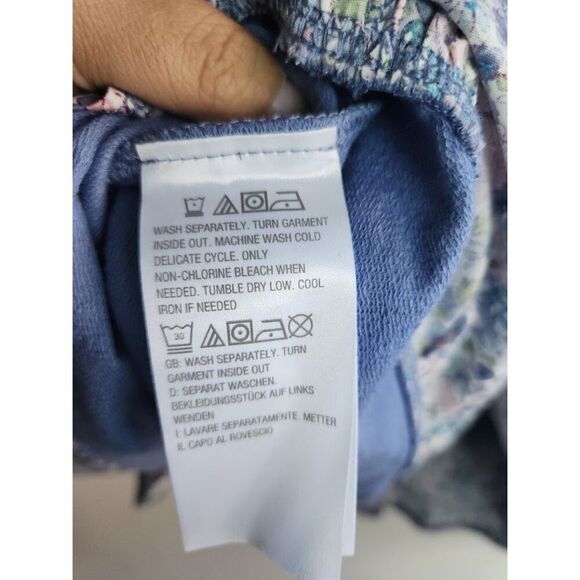 WASH SEPARATELY. TURN GARMENT
INSIDE OUT. MACHINE WASH COLD
DELICATE CYCLE. ONLY
NON-CHLORINE BLEACH WHEN
NEEDED. TUMBLE DRY LOW. COOL
IRON IF NEEDED
30
GB: WASH SEPARATELY. TURN
GARMENT INSIDE OUT
D: SEPARAT WASCHEN.
BEKLEIDUNGSSTÜCK AUF LINKS
WENDEN
I: LAVARE SEPARATAMENTE. METTER
IL CAPO AL ROVESCIO